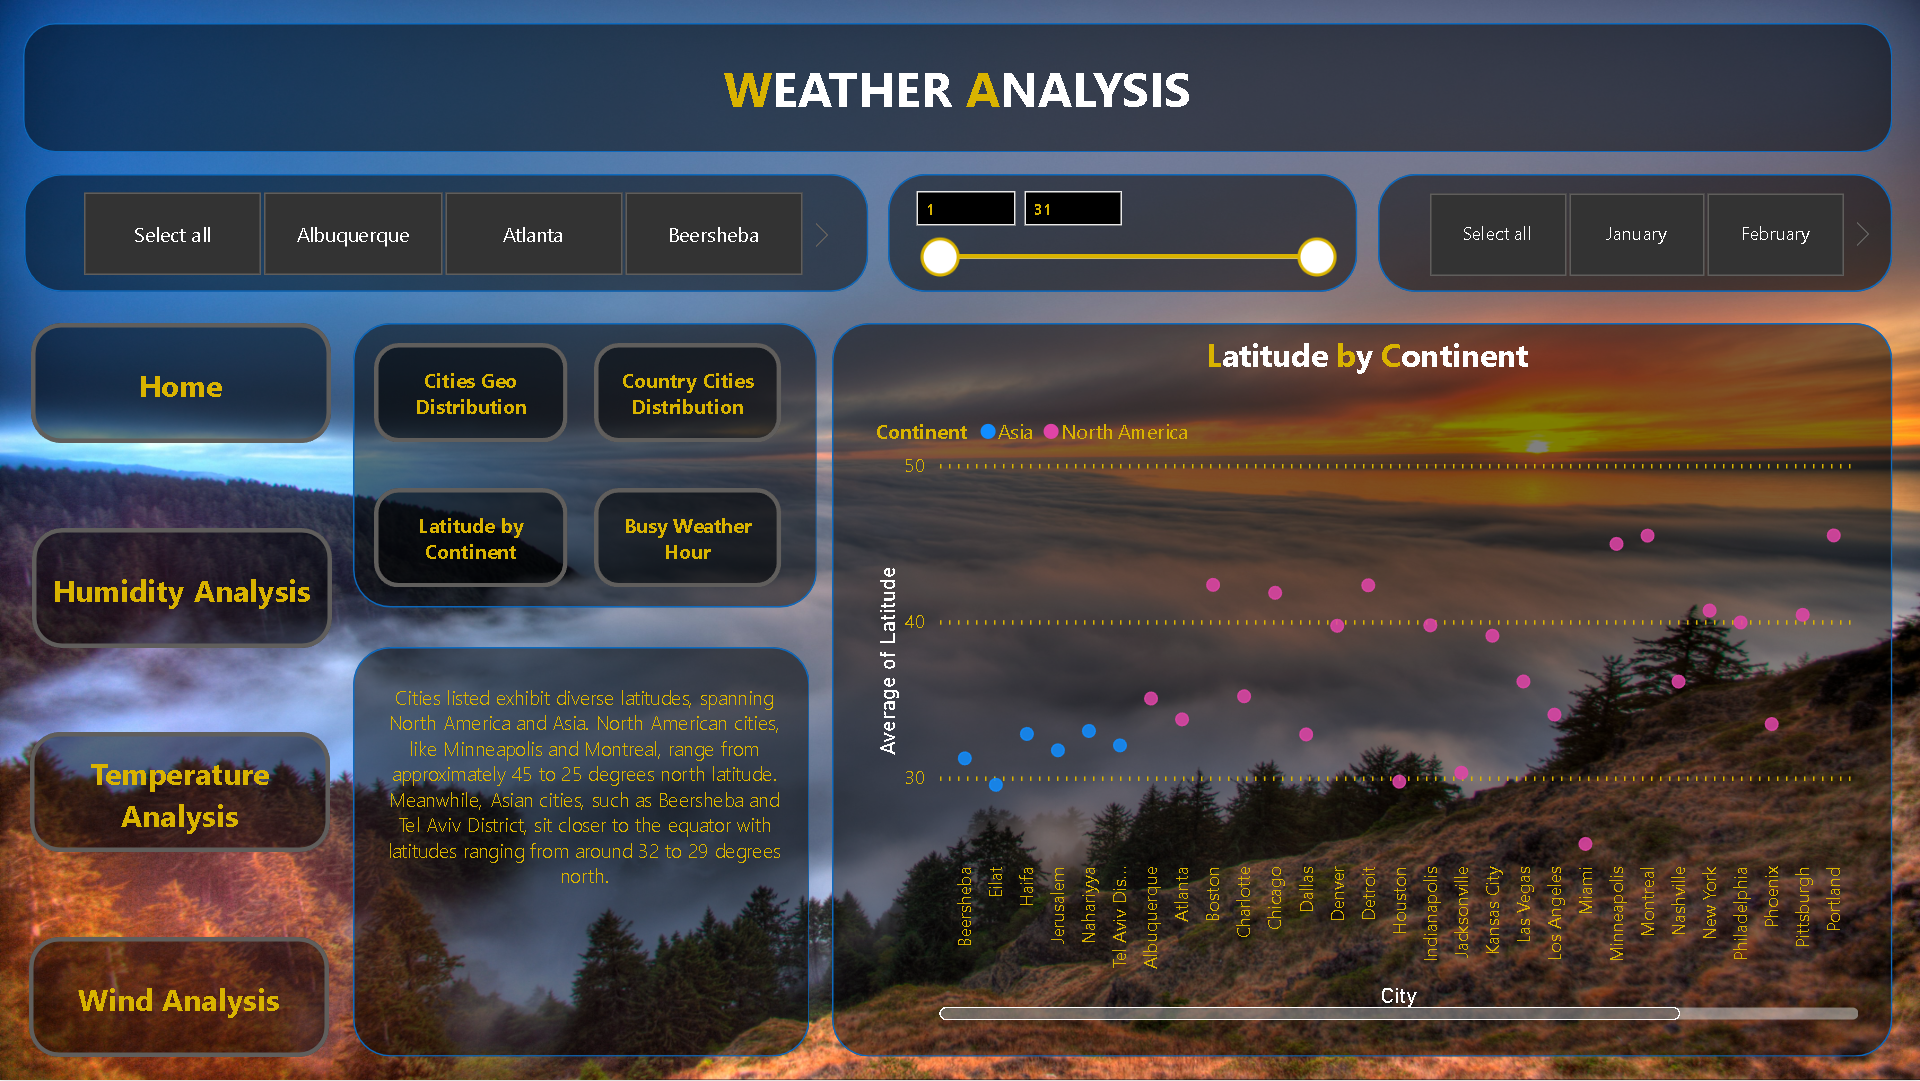 WEATHER ANALYSIS
Select all
Albuquerque
Atlanta
Beersheba
1
31
Select all
January
February
Home
Humidity Analysis
Temperature
Analysis
Wind Analysis
Cities Geo
Distribution
Country Cities
Distribution
Latitude by
Continent
Busy Weather
Hour
Cities listed exhibit diverse latitudes, spanning
North America and Asia. North American cities,
like Minneapolis and Montreal, range from
approximately 45 to 25 degrees north latitude.
Meanwhile, Asian cities, such as Beersheba and
Tel Aviv District, sit closer to the equator with
latitudes ranging from around 32 to 29 degrees
north.
Latitude by Continent
Continent Asia North America
50
40
30
Average of Latitude
Beersheba
Eilat
Haifa
Jerusalem
Nahariyya
Tel Aviv Dis...
Albuquerque
Atlanta
Boston
Charlotte
Chicago
Dallas
Denver
Detroit
Houston
Indianapolis
Jacksonville
Kansas City
Las Vegas
Los Angeles
Miami
Minneapolis
Montreal
Nashville
New York
Philadelphia
Phoenix
Pittsburgh
Portland
City